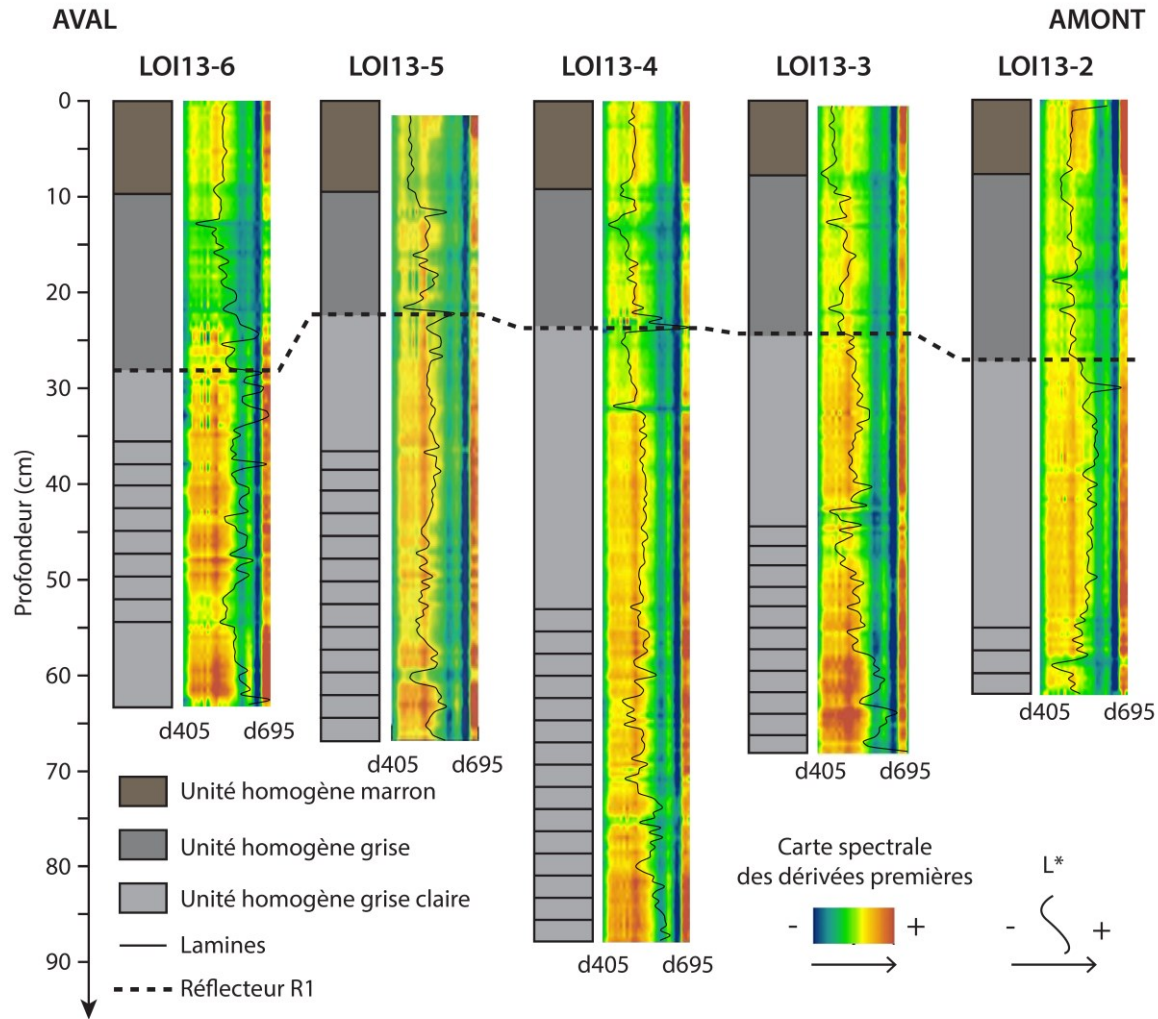 AVAL AMONT
LOI13-6 LOI13-5 LOI13-4 LOI13-3 LOI13-2
Profondeur (cm)
0
10
20
30
40
50
60
70
80
90
d405 d695
d405 d695
d405 d695
d405 d695
d405 d695
Unité homogène marron
Unité homogène grise
Unité homogène grise claire
Lamines
Réflecteur R1
Carte spectrale
des dérivées premières
- +
L*
- +